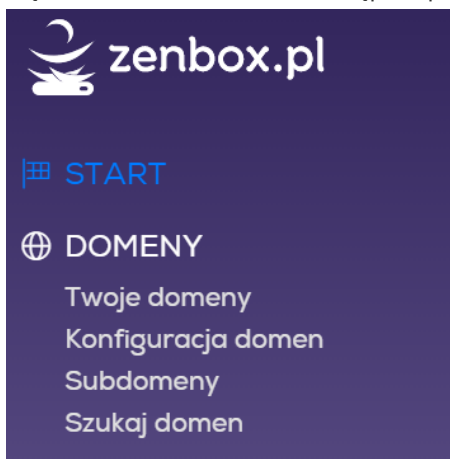 zenbox.pl
START
DOMENY
Twoje domeny
Konfiguracja domen
Subdomeny
Szukaj domen